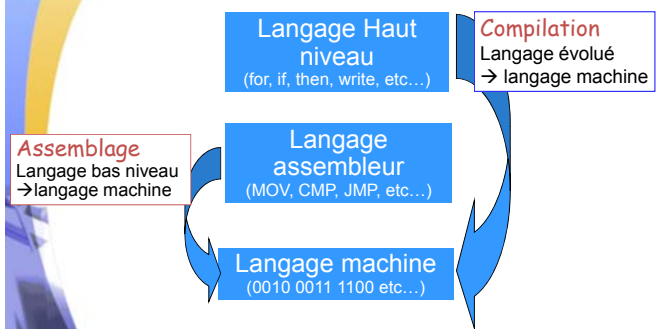 Langage Haut
niveau
(for, if, then, write, etc…)
Compilation
Langage évolué
→ langage machine
Assemblage
Langage bas niveau
→langage machine
Langage
assembleur
(MOV, CMP, JMP, etc…)
Langage machine
(0010 0011 1100 etc…)